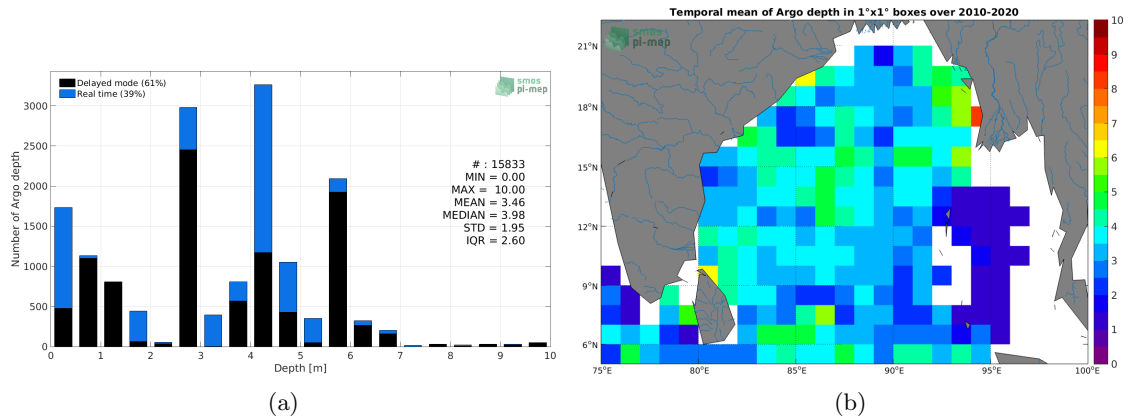 Delayed mode (61%)
Real time (39%)
smos
pi-mep
# : 15833
MIN = 0.00
MAX = 10.00
MEAN = 3.46
MEDIAN = 3.98
STD = 1.95
IQR = 2.60
Number of Argo depth
3000
2500
2000
1500
1000
500
0
0 1 2 3 4 5 6 7 8 9 10
Depth [m]
(a)
Temporal mean of Argo depth in 1°x1° boxes over 2010-2020
smos
pi-mep
21°N
18°N
15°N
12°N
9°N
6°N
75°E 80°E 85°E 90°E 95°E 100°E
10
9
8
7
6
5
4
3
2
1
0
(b)